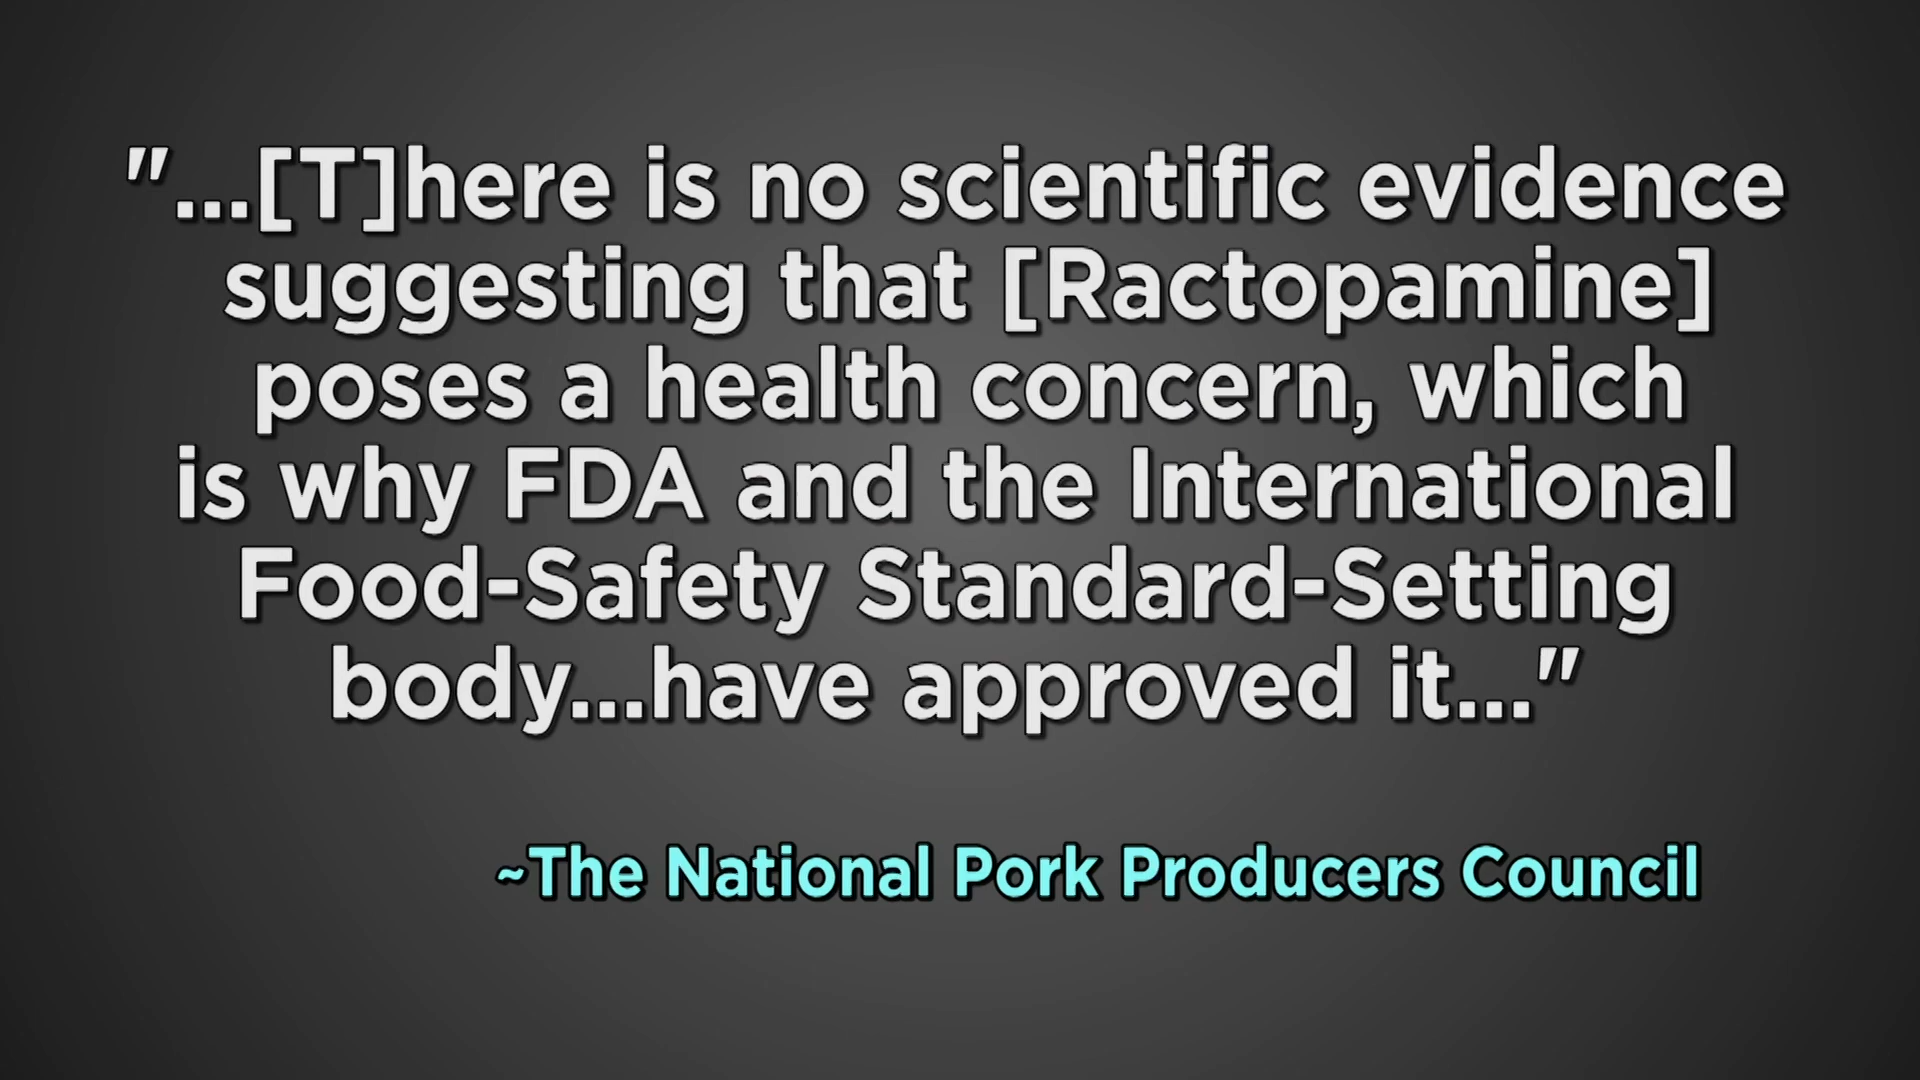 "...[T]here is no scientific evidence
suggesting that [Ractopamine]
poses a health concern, which
is why FDA and the International
Food-Safety Standard-Setting
body...have approved it..."
~The National Pork Producers Council